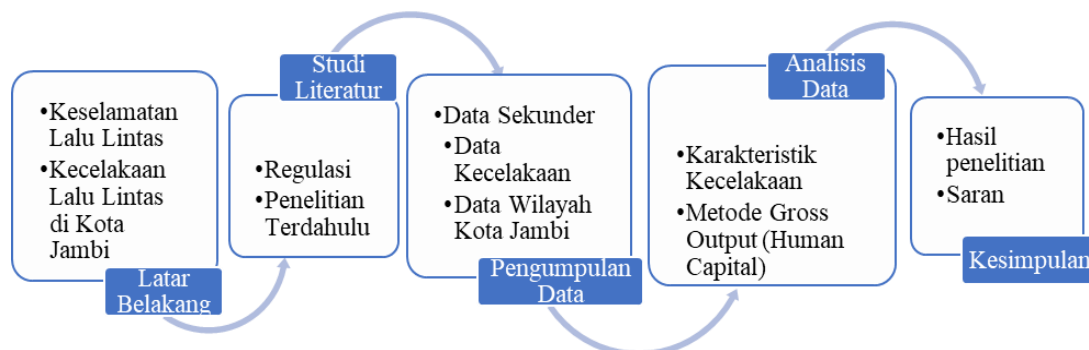 •Keselamatan
Lalu Lintas
•Kecelakaan
Lalu Lintas
di Kota
Jambi
Latar
Belakang
Studi
Literatur
•Regulasi
•Penelitian
Terdahulu
•Data Sekunder
•Data
Kecelakaan
•Data Wilayah
Kota Jambi
Pengumpulan
Data
Analisis
Data
•Karakteristik
Kecelakaan
•Metode Gross
Output (Human
Capital)
•Hasil
penelitian
•Saran
Kesimpulan